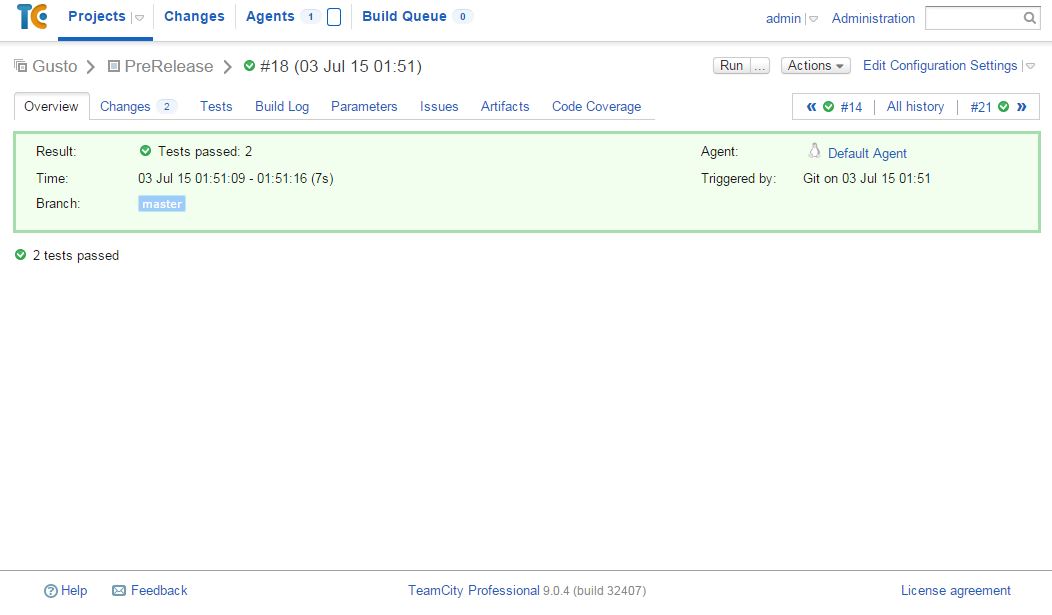 TC Projects Changes Agents 1 Build Queue 0 admin Administration
Gusto PreRelease #18 (03 Jul 15 01:51) Run ... Actions Edit Configuration Settings
Overview Changes 2 Tests Build Log Parameters Issues Artifacts Code Coverage « #14 | All history | #21 »
Result: Tests passed: 2 Agent: Default Agent
Time: 03 Jul 15 01:51:09 - 01:51:16 (7s) Triggered by: Git on 03 Jul 15 01:51
Branch: master
2 tests passed
Help Feedback TeamCity Professional 9.0.4 (build 32407) License agreement